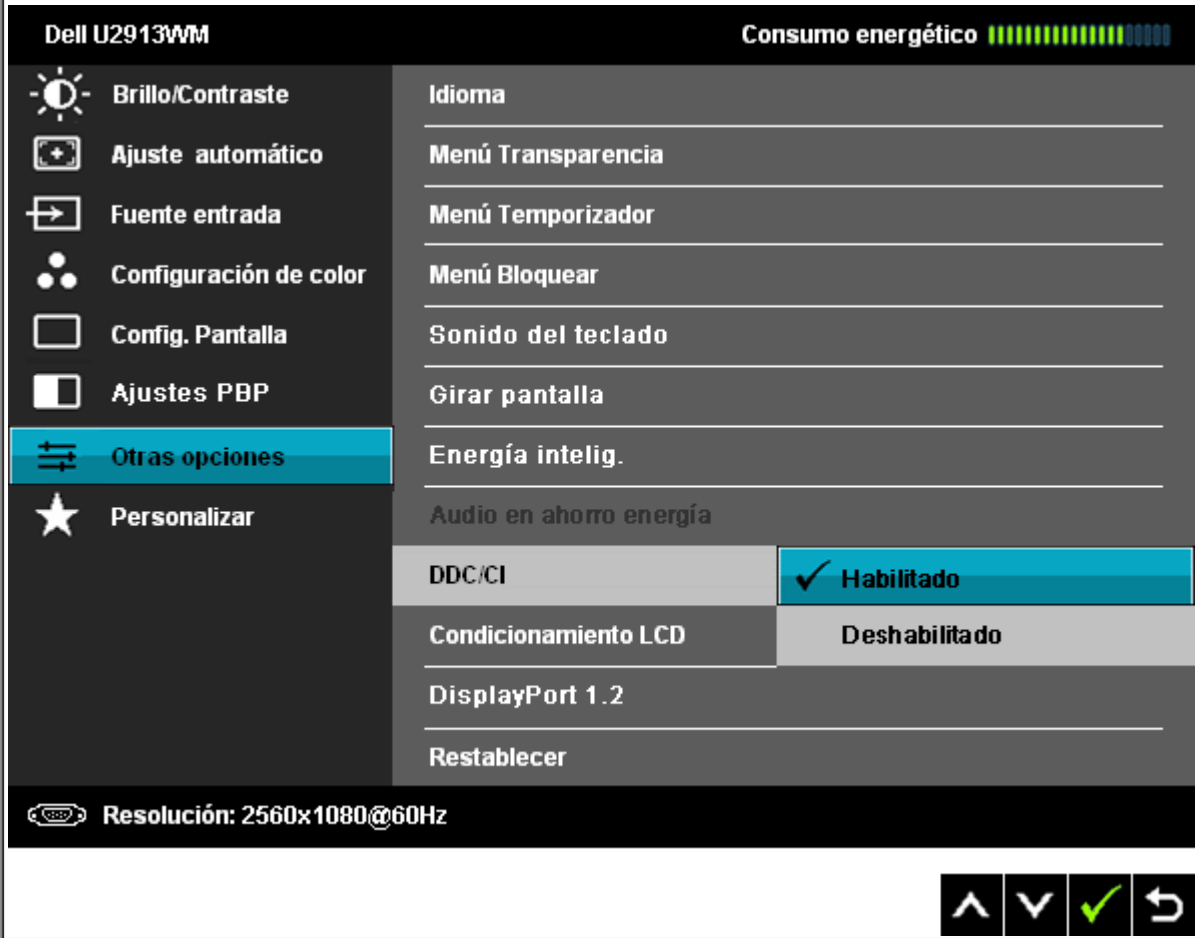 Dell U2913WM
Consumo energético
Brillo/Contraste
Ajuste automático
Fuente entrada
Configuración de color
Config. Pantalla
Ajustes PBP
Otras opciones
Personalizar
Idioma
Menú Transparencia
Menú Temporizador
Menú Bloquear
Sonido del teclado
Girar pantalla
Energía intelig.
Audio en ahorro energía
DDC/CI
Habilitado
Deshabilitado
Condicionamiento LCD
DisplayPort 1.2
Restablecer
Resolución: 2560x1080@60Hz